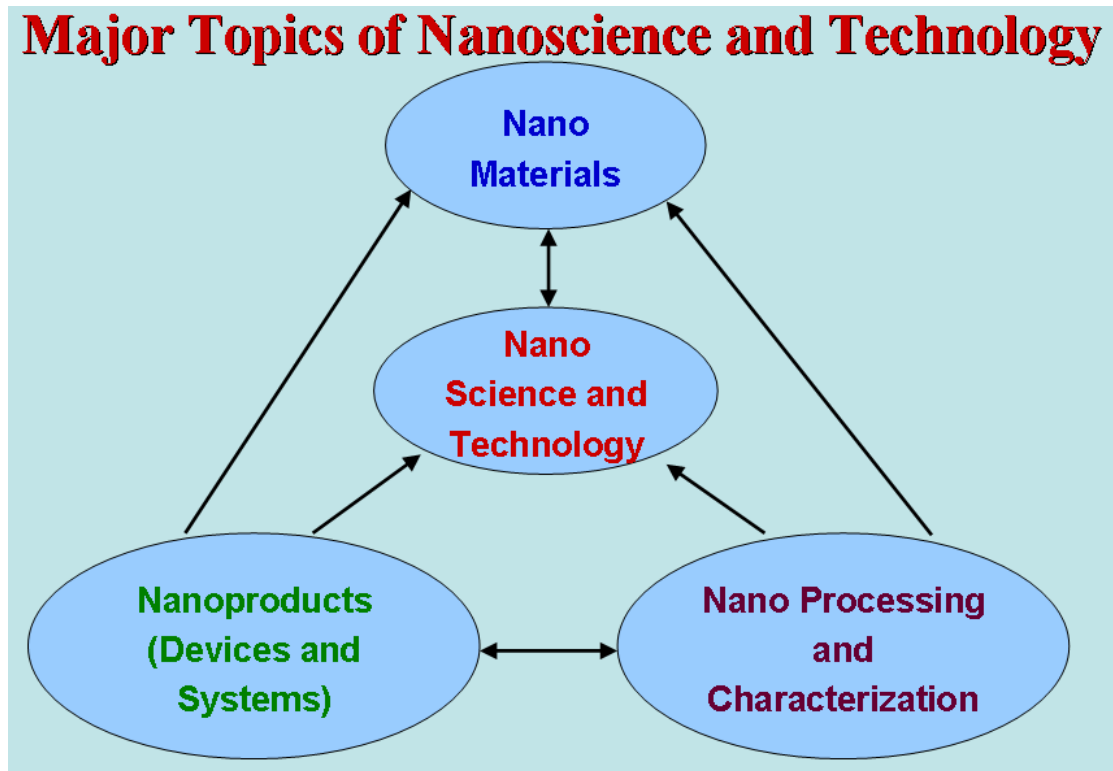 Major Topics of Nanoscience and Technology
Nano
Materials
Nano
Science and
Technology
Nanoproducts
(Devices and
Systems)
Nano Processing
and
Characterization